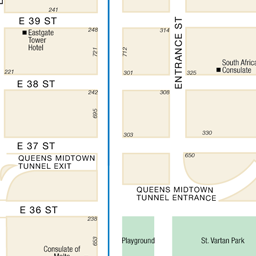 241
E 39 ST
248
314
Eastgate
Tower
Hotel
721
712
ENTRANCE ST
South Africa
Consulate
221
301
325
E 38 ST
242
308
695
303
330
E 37 ST
QUEENS MIDTOWN
TUNNEL EXIT
650
QUEENS MIDTOWN
TUNNEL ENTRANCE
E 36 ST
238
653
Playground
St. Vartan Park
Consulate of
Malta